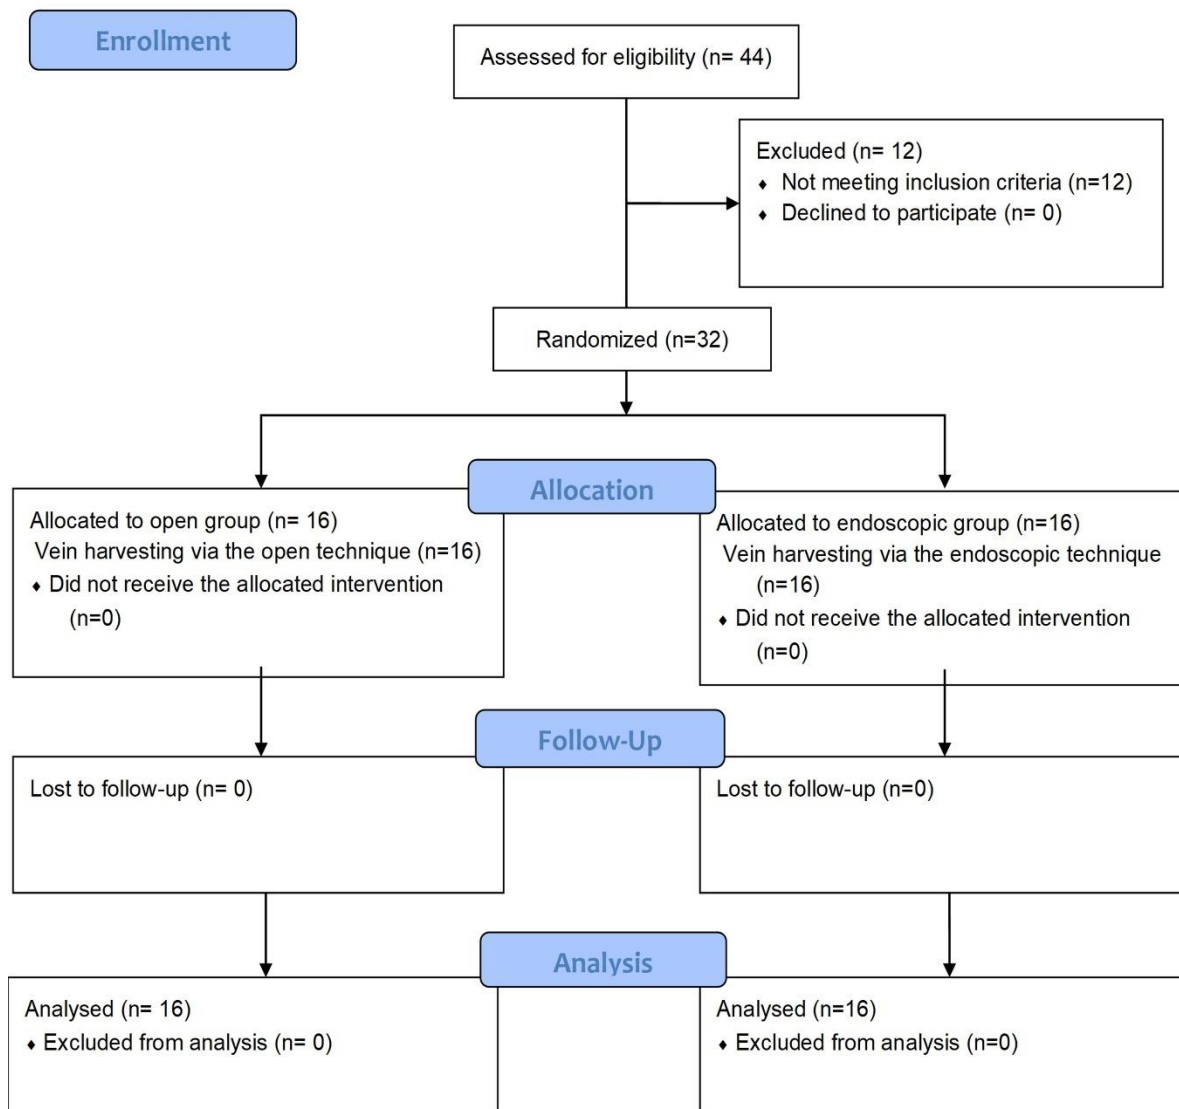 Enrollment
Assessed for eligibility (n= 44)
Excluded (n= 12)
♦ Not meeting inclusion criteria (n=12)
♦ Declined to participate (n= 0)
Randomized (n=32)
Allocation
Allocated to open group (n= 16)
Vein harvesting via the open technique (n=16)
♦ Did not receive the allocated intervention
(n=0)
Allocated to endoscopic group (n=16)
Vein harvesting via the endoscopic technique
(n=16)
♦ Did not receive the allocated intervention
(n=0)
Follow-Up
Lost to follow-up (n= 0)
Lost to follow-up (n=0)
Analysis
Analysed (n= 16)
♦ Excluded from analysis (n= 0)
Analysed (n=16)
♦ Excluded from analysis (n=0)